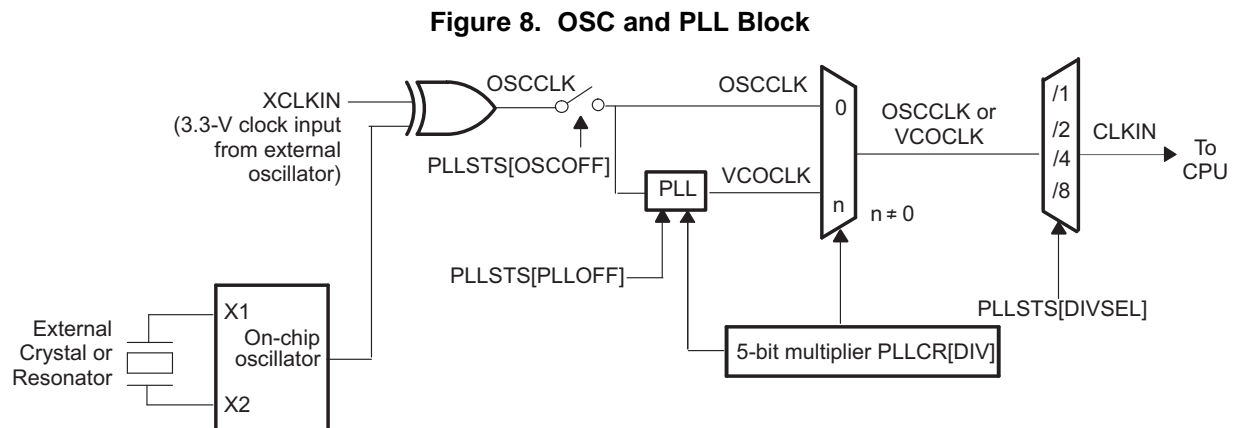 Figure 8. OSC and PLL Block
XCLKIN
(3.3-V clock input
from external
oscillator)
OSCCLK
PLLSTS[OSCOFF]
OSCCLK
0
OSCCLK or
VCOCLK
/1
/2
/4
/8
CLKIN
To
CPU
PLL
VCOCLK
n
n ≠ 0
PLLSTS[PLLOFF]
PLLSTS[DIVSEL]
5-bit multiplier PLLCR[DIV]
External
Crystal or
Resonator
X1
On-chip
oscillator
X2